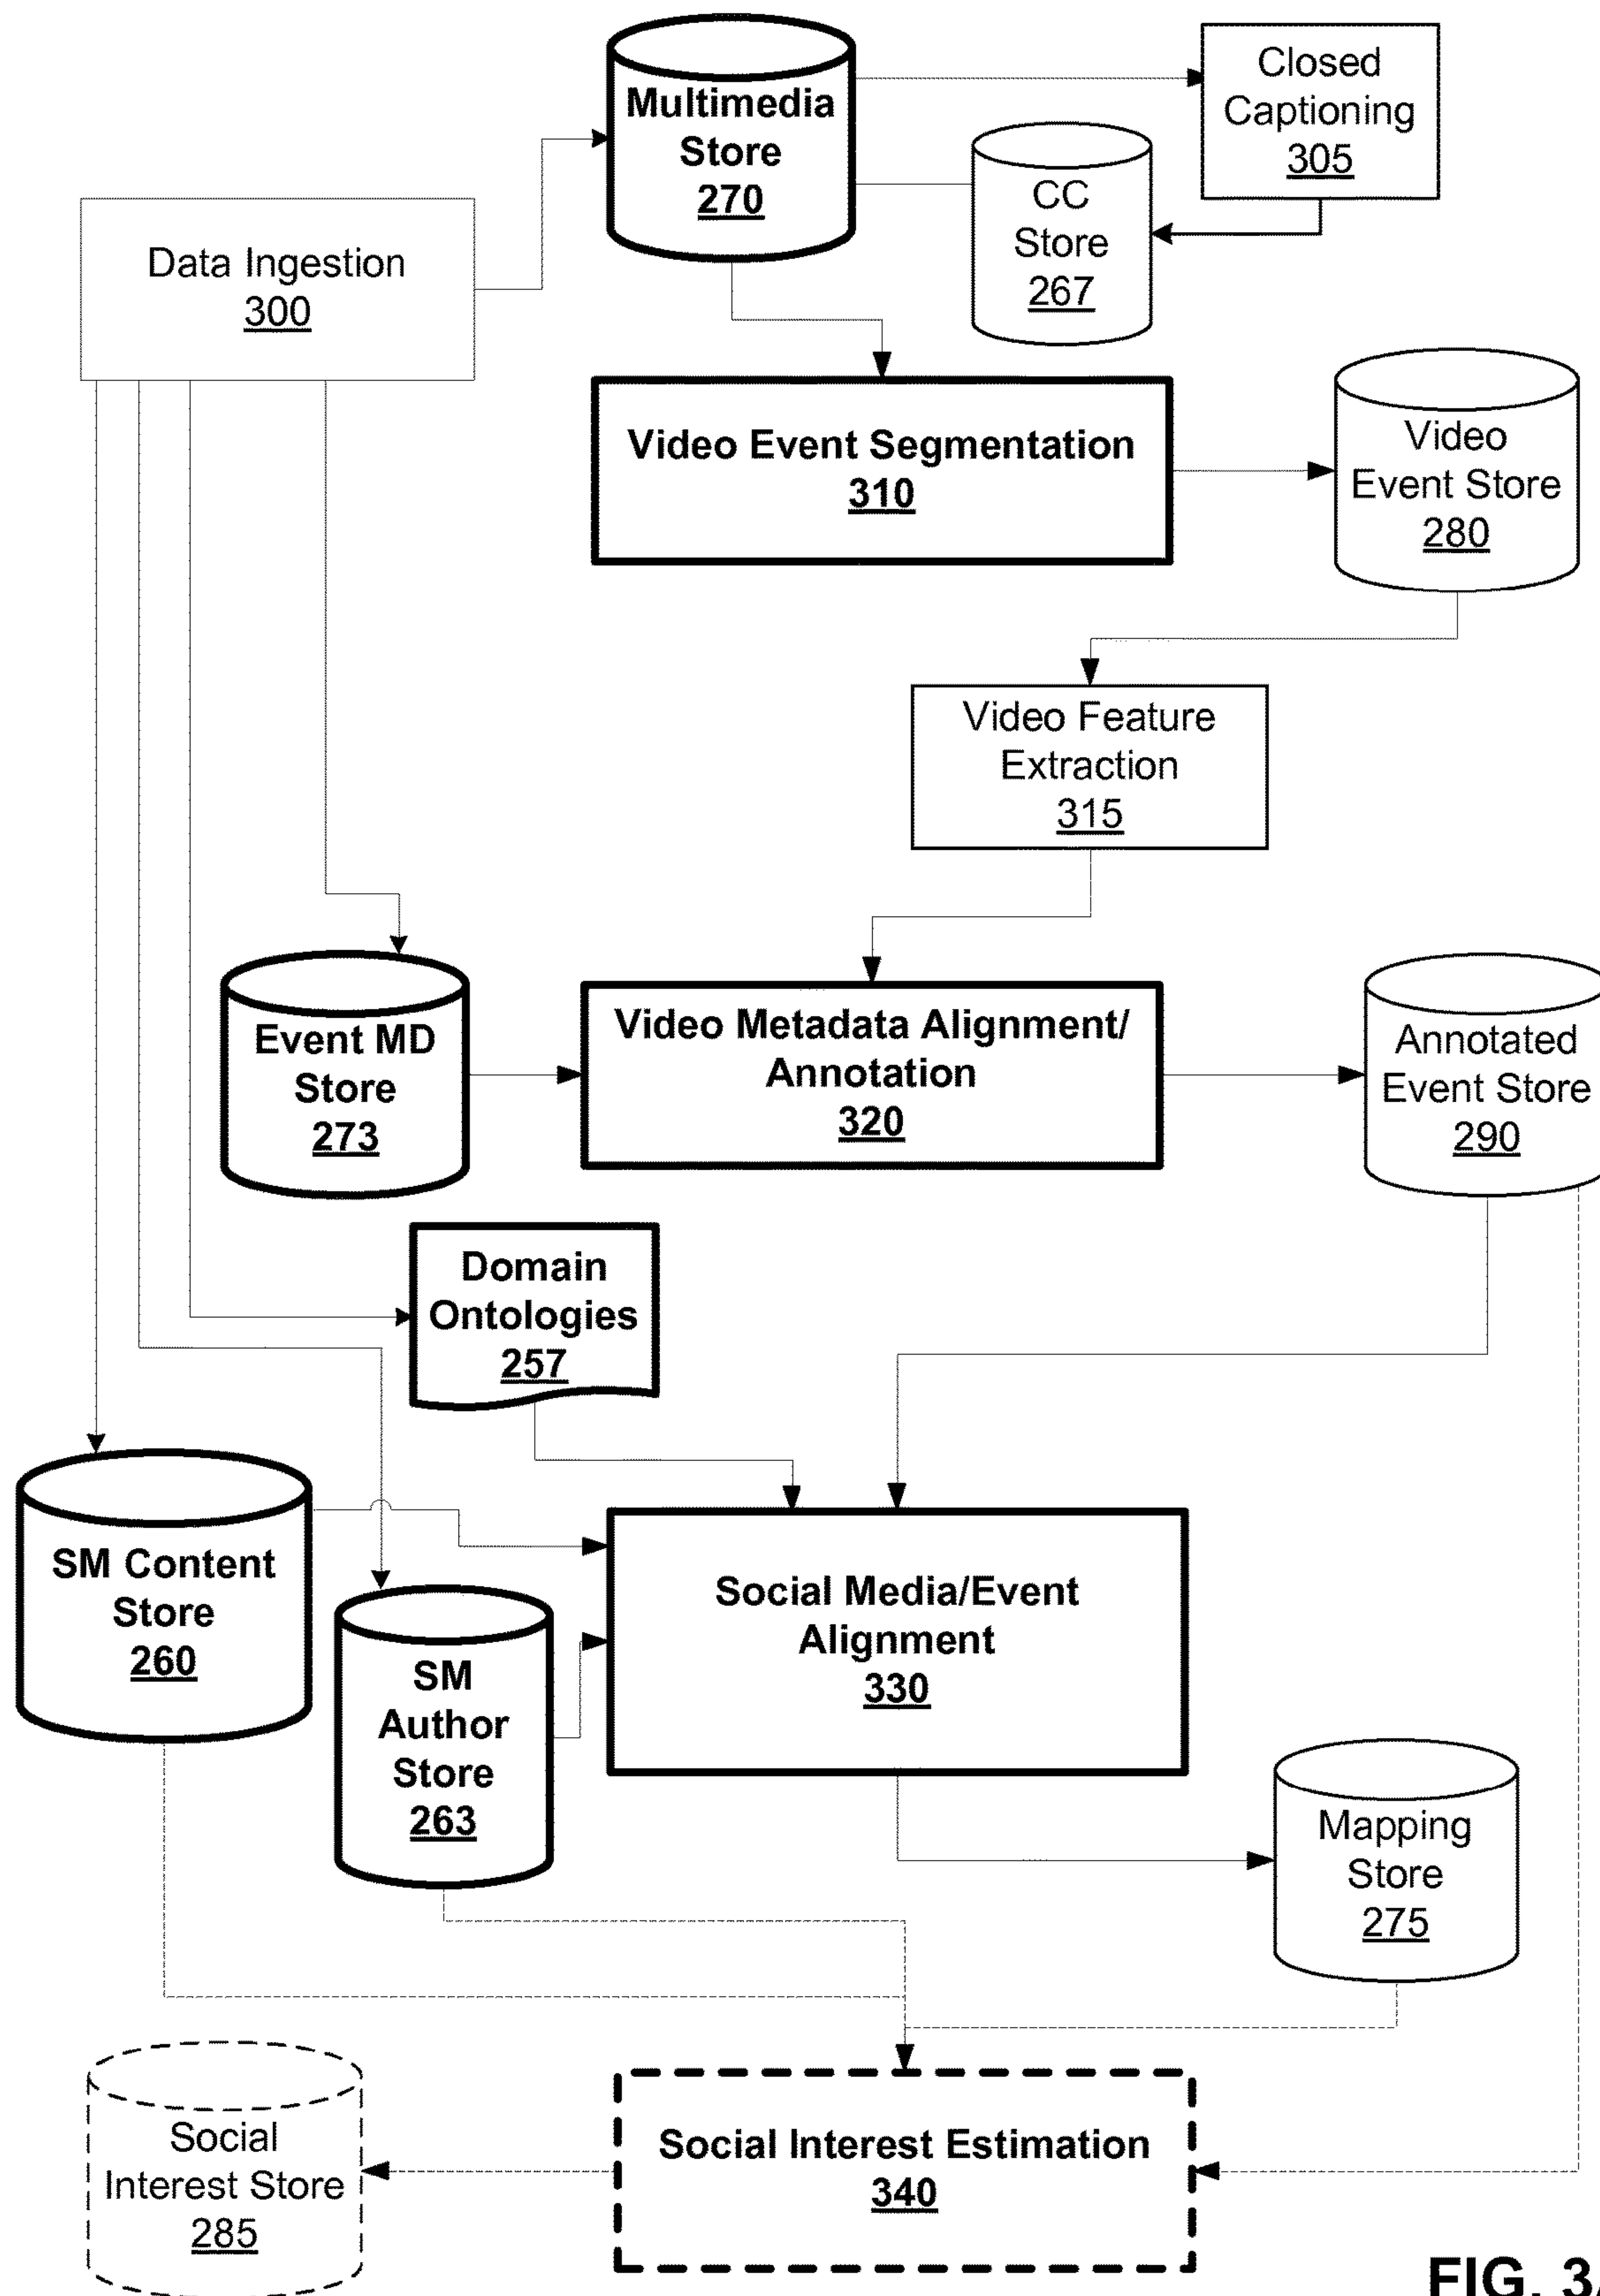 Multimedia
Store
270
Closed
Captioning
305
CC
Store
267
Data Ingestion
300
Video Event Segmentation
310
Video
Event Store
280
Video Feature
Extraction
315
Event MD
Store
273
Video Metadata Alignment/
Annotation
320
Annotated
Event Store
290
Domain
Ontologies
257
SM Content
Store
260
SM
Author
Store
263
Social Media/Event
Alignment
330
Mapping
Store
275
Social
Interest Store
285
Social Interest Estimation
340
FIG. 3